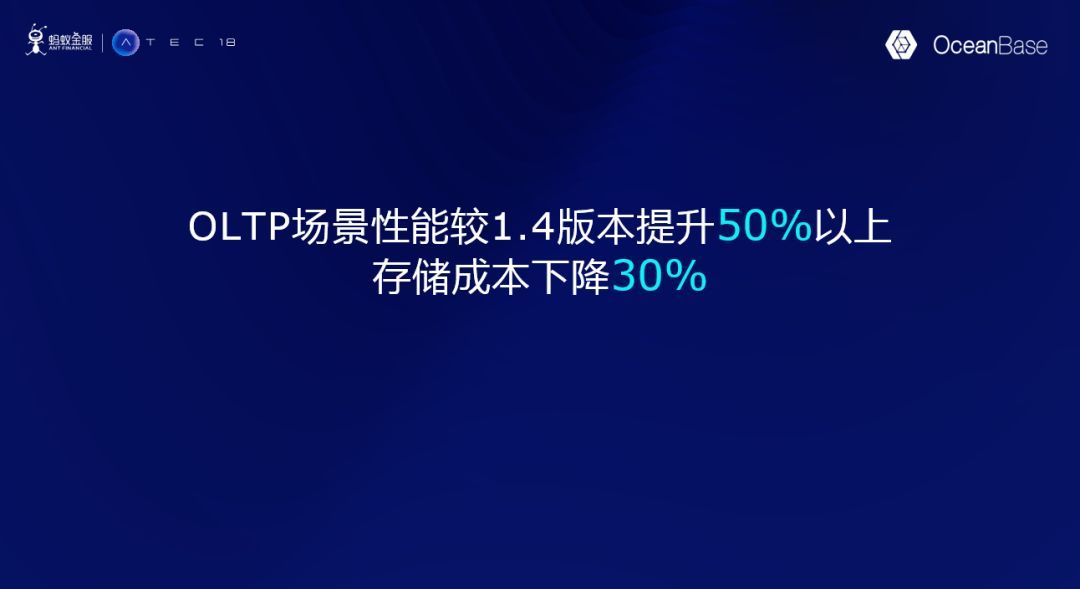 蚂蚁金服
ANT FINANCIAL
ATEC 18
OceanBase
OLTP场景性能较1.4版本提升50%以上
存储成本下降30%